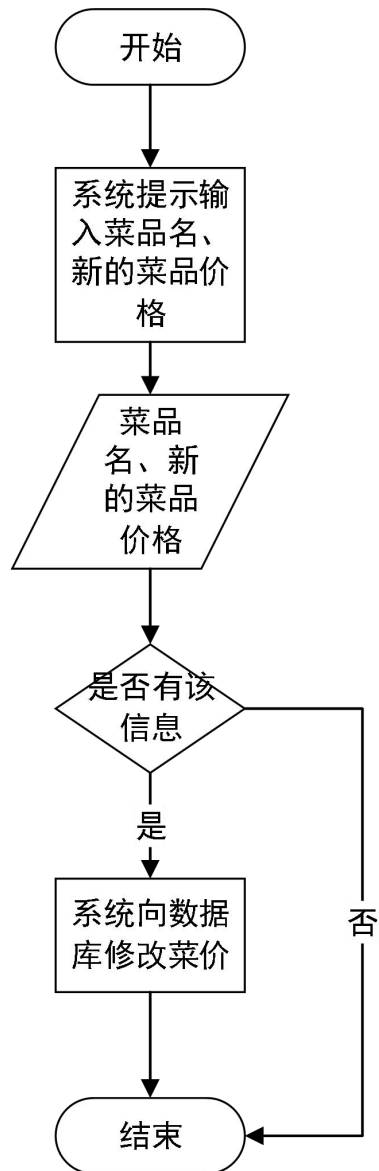 开始
系统提示输
入菜品名、
新的菜品价
格
菜品
名、新
的菜品
价格
是否有该
信息
是
系统向数据
库修改菜价
否
结束